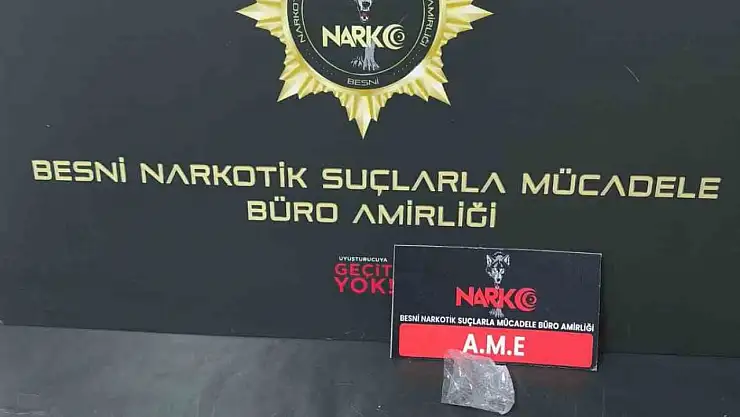 NARKO
BESNİ
BESNİ NARKOTİK SUÇLARLA MÜCADELE
BÜRO AMİRLİĞİ
UYUŞTURUCUYA
GEÇİT
YOK!
NARKO
BESNİ NARKOTİK SUÇLARLA MÜCADELE BÜRO AMİRLİĞİ
A.M.E